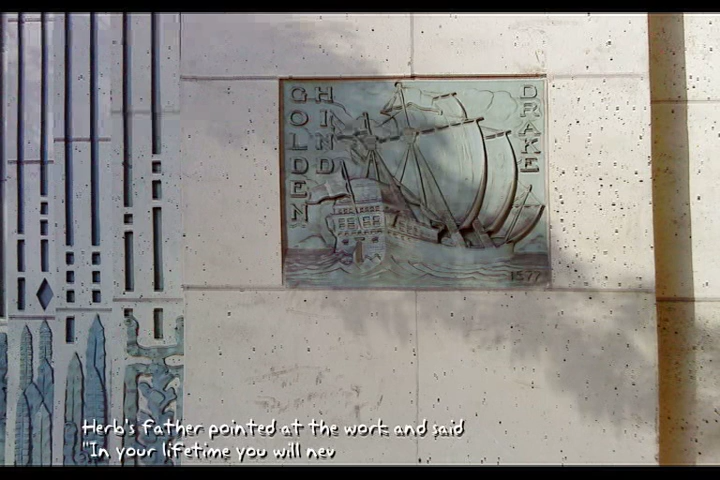 GOLDEN
HIND
DRAKE
1577
Herb's father pointed at the work and said
"In your lifetime you will nev